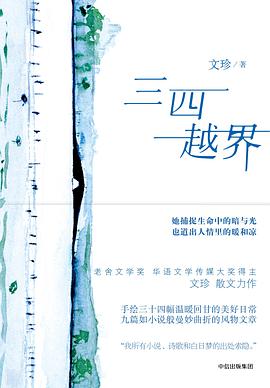 文珍／著
三四
越界
她捕捉生命中的暗与光
也道出人情里的暖和凉
老舍文学奖 华语文学传媒大奖得主
文珍 散文力作
手绘三十四幅温暖回甘的美好日常
九篇如小说般曼妙曲折的风物文章
“我所有小说、诗歌和白日梦的出处索隐。”
中信出版集团